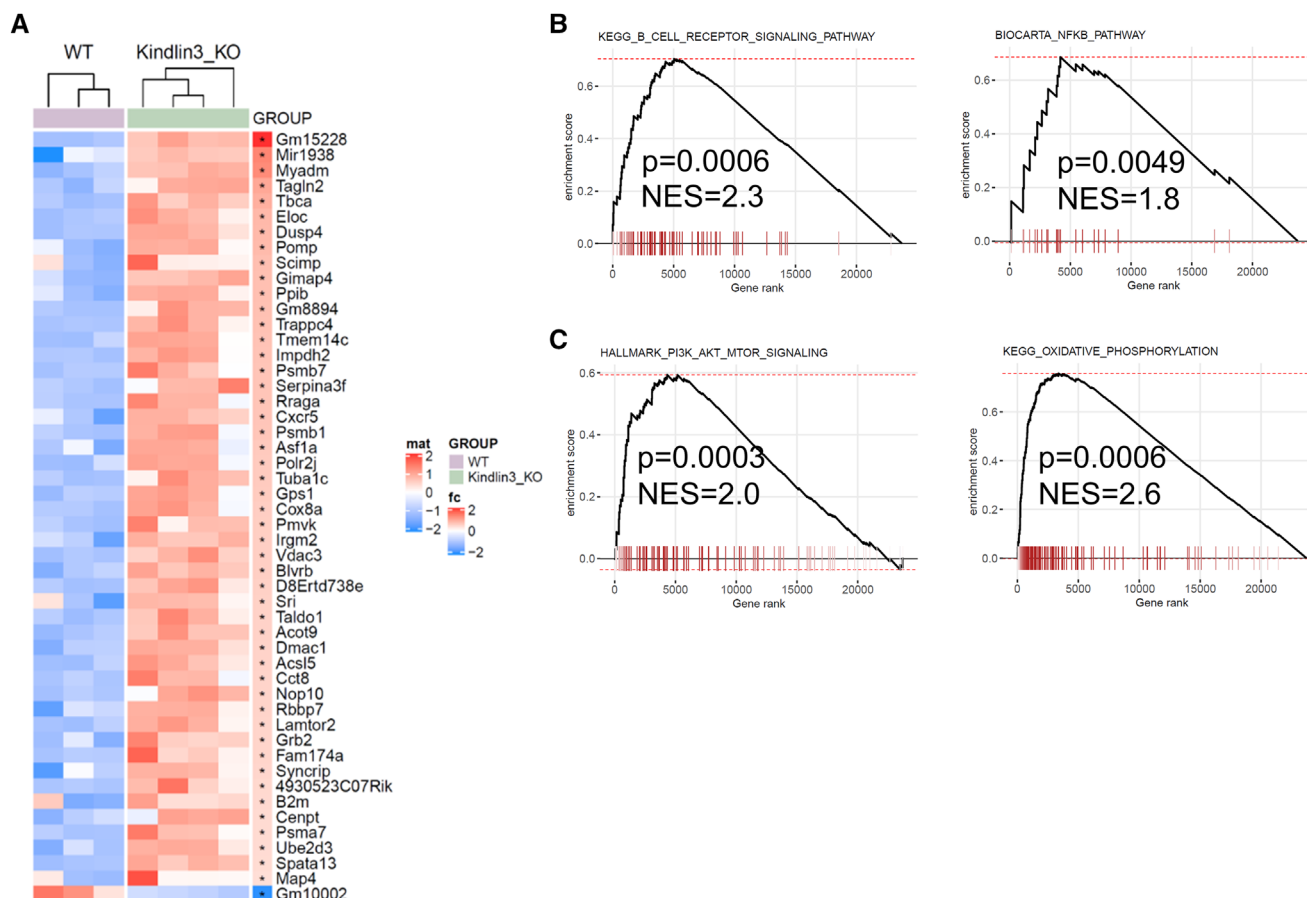 A
WT
Kindlin3_KO
GROUP
Gm15228
Mir1938
Myadm
Tagln2
Tbca
Eloc
Dusp4
Pomp
Scimp
Gimap4
Ppib
Gm8894
Trappc4
Tmem14c
Impdh2
Psmb7
Serpina3f
Rraga
Cxcr5
Psmb1
Asf1a
Polr2j
Tuba1c
Gps1
Cox8a
Pmvk
Irgm2
Vdac3
Blvrb
D8Ertd738e
Sri
Taldo1
Acot9
Dmac1
Acsl5
Cct8
Nop10
Rbbp7
Lamtor2
Grb2
Fam174a
Syncrip
4930523C07Rik
B2m
Cenpt
Psma7
Ube2d3
Spata13
Map4
Gm10002
mat
2
1
0
−1
−2
GROUP
WT
Kindlin3_KO
fc
2
0
−2
B
KEGG_B_CELL_RECEPTOR_SIGNALING_PATHWAY
enrichment score
0.6
0.4
0.2
0.0
p=0.0006
NES=2.3
0 5000 10000 15000 20000
Gene rank
BIOCARTA_NFKB_PATHWAY
enrichment score
0.6
0.4
0.2
0.0
p=0.0049
NES=1.8
0 5000 10000 15000 20000
Gene rank
C
HALLMARK_PI3K_AKT_MTOR_SIGNALING
enrichment score
0.6
0.4
0.2
0.0
p=0.0003
NES=2.0
0 5000 10000 15000 20000
Gene rank
KEGG_OXIDATIVE_PHOSPHORYLATION
enrichment score
0.6
0.4
0.2
0.0
p=0.0006
NES=2.6
0 5000 10000 15000 20000
Gene rank